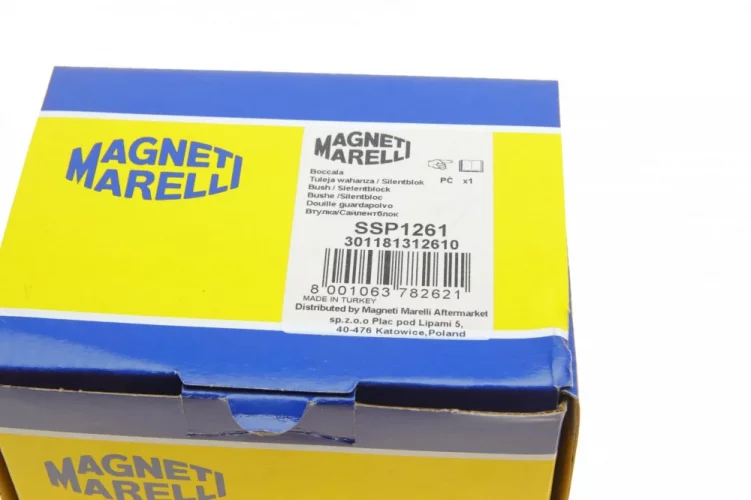 MAGNETI
MARELLI
MAGNETI
MARELLI
Boccala
Tuleja wahacza / Silentblok PC x1
Bush / Sielentblock
Bushe /Silentbloc
Douille guardapolvo
Втулка/Сайлентблок
SSP1261
301181312610
8 001063 782621
MADE IN TURKEY
Distributed by Magneti Marelli Aftermarket
sp.z.o.o Plac pod Lipami 5,
40-476 Katowice,Poland
MAGNETI
MARELLI